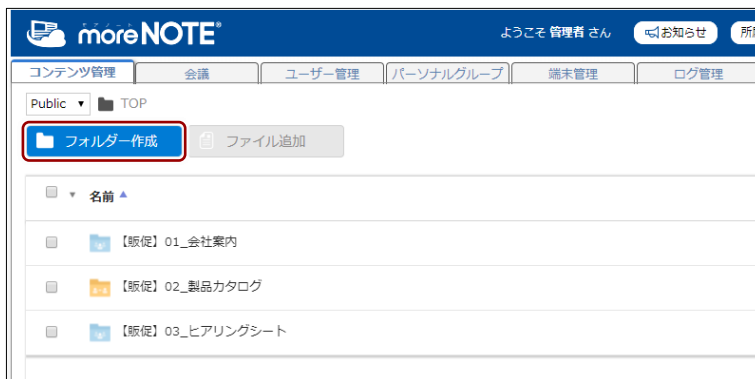 モアノート
moreNOTE®
ようこそ 管理者 さん
お知らせ
コンテンツ管理
会議
ユーザー管理
パーソナルグループ
端末管理
ログ管理
Public
TOP
フォルダー作成
ファイル追加
名前
【販促】01_会社案内
【販促】02_製品カタログ
【販促】03_ヒアリングシート